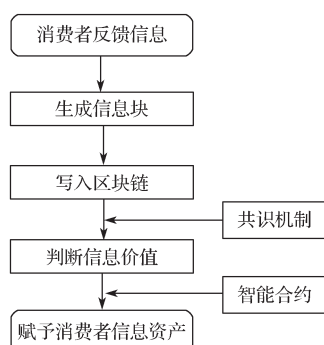 消费者反馈信息
生成信息块
写入区块链
共识机制
判断信息价值
智能合约
赋予消费者信息资产